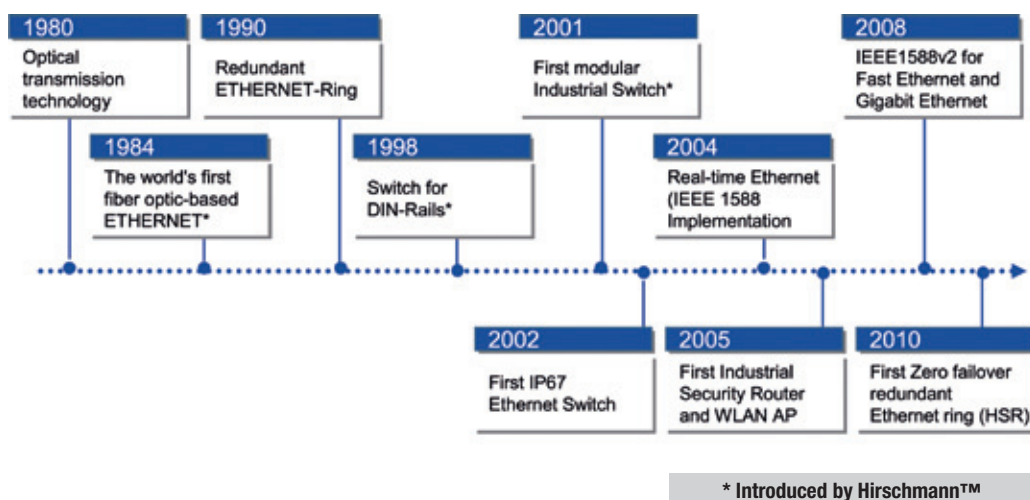 1980
Optical
transmission
technology
1984
The world's first
fiber optic-based
ETHERNET*
1990
Redundant
ETHERNET-Ring
1998
Switch for
DIN-Rails*
2001
First modular
Industrial Switch*
2002
First IP67
Ethernet Switch
2004
Real-time Ethernet
(IEEE 1588
Implementation
2005
First Industrial
Security Router
and WLAN AP
2008
IEEE1588v2 for
Fast Ethernet and
Gigabit Ethernet
2010
First Zero failover
redundant
Ethernet ring (HSR)
* Introduced by Hirschmann™